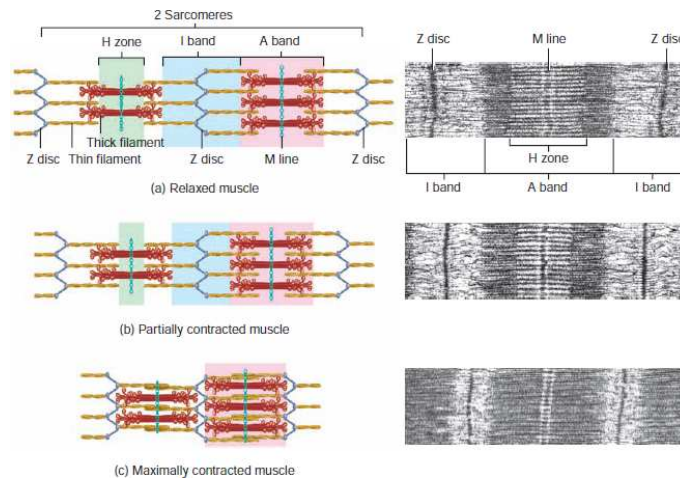 2 Sarcomeres
H zone
I band
A band
Thick filament
Z disc
Thin filament
Z disc
M line
Z disc
(a) Relaxed muscle
Z disc
M line
Z disc
H zone
I band
A band
I band
(b) Partially contracted muscle
(c) Maximally contracted muscle